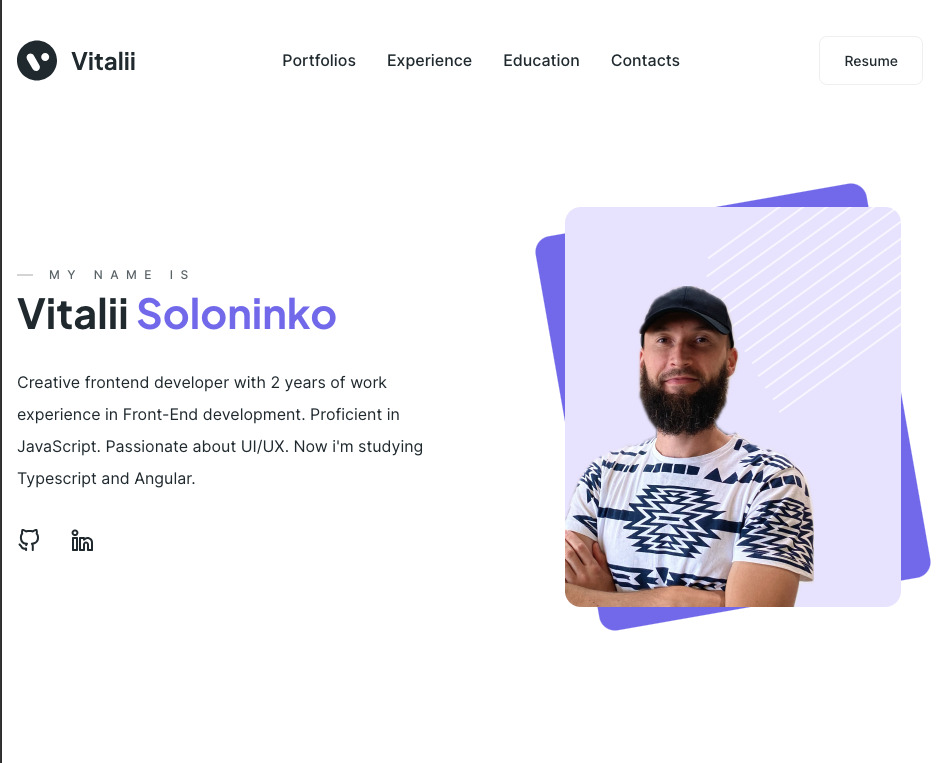 Vitalii
Portfolios Experience Education Contacts
Resume
MY NAME IS
Vitalii Soloninko
Creative frontend developer with 2 years of work
experience in Front-End development. Proficient in
JavaScript. Passionate about UI/UX. Now i'm studying
Typescript and Angular.